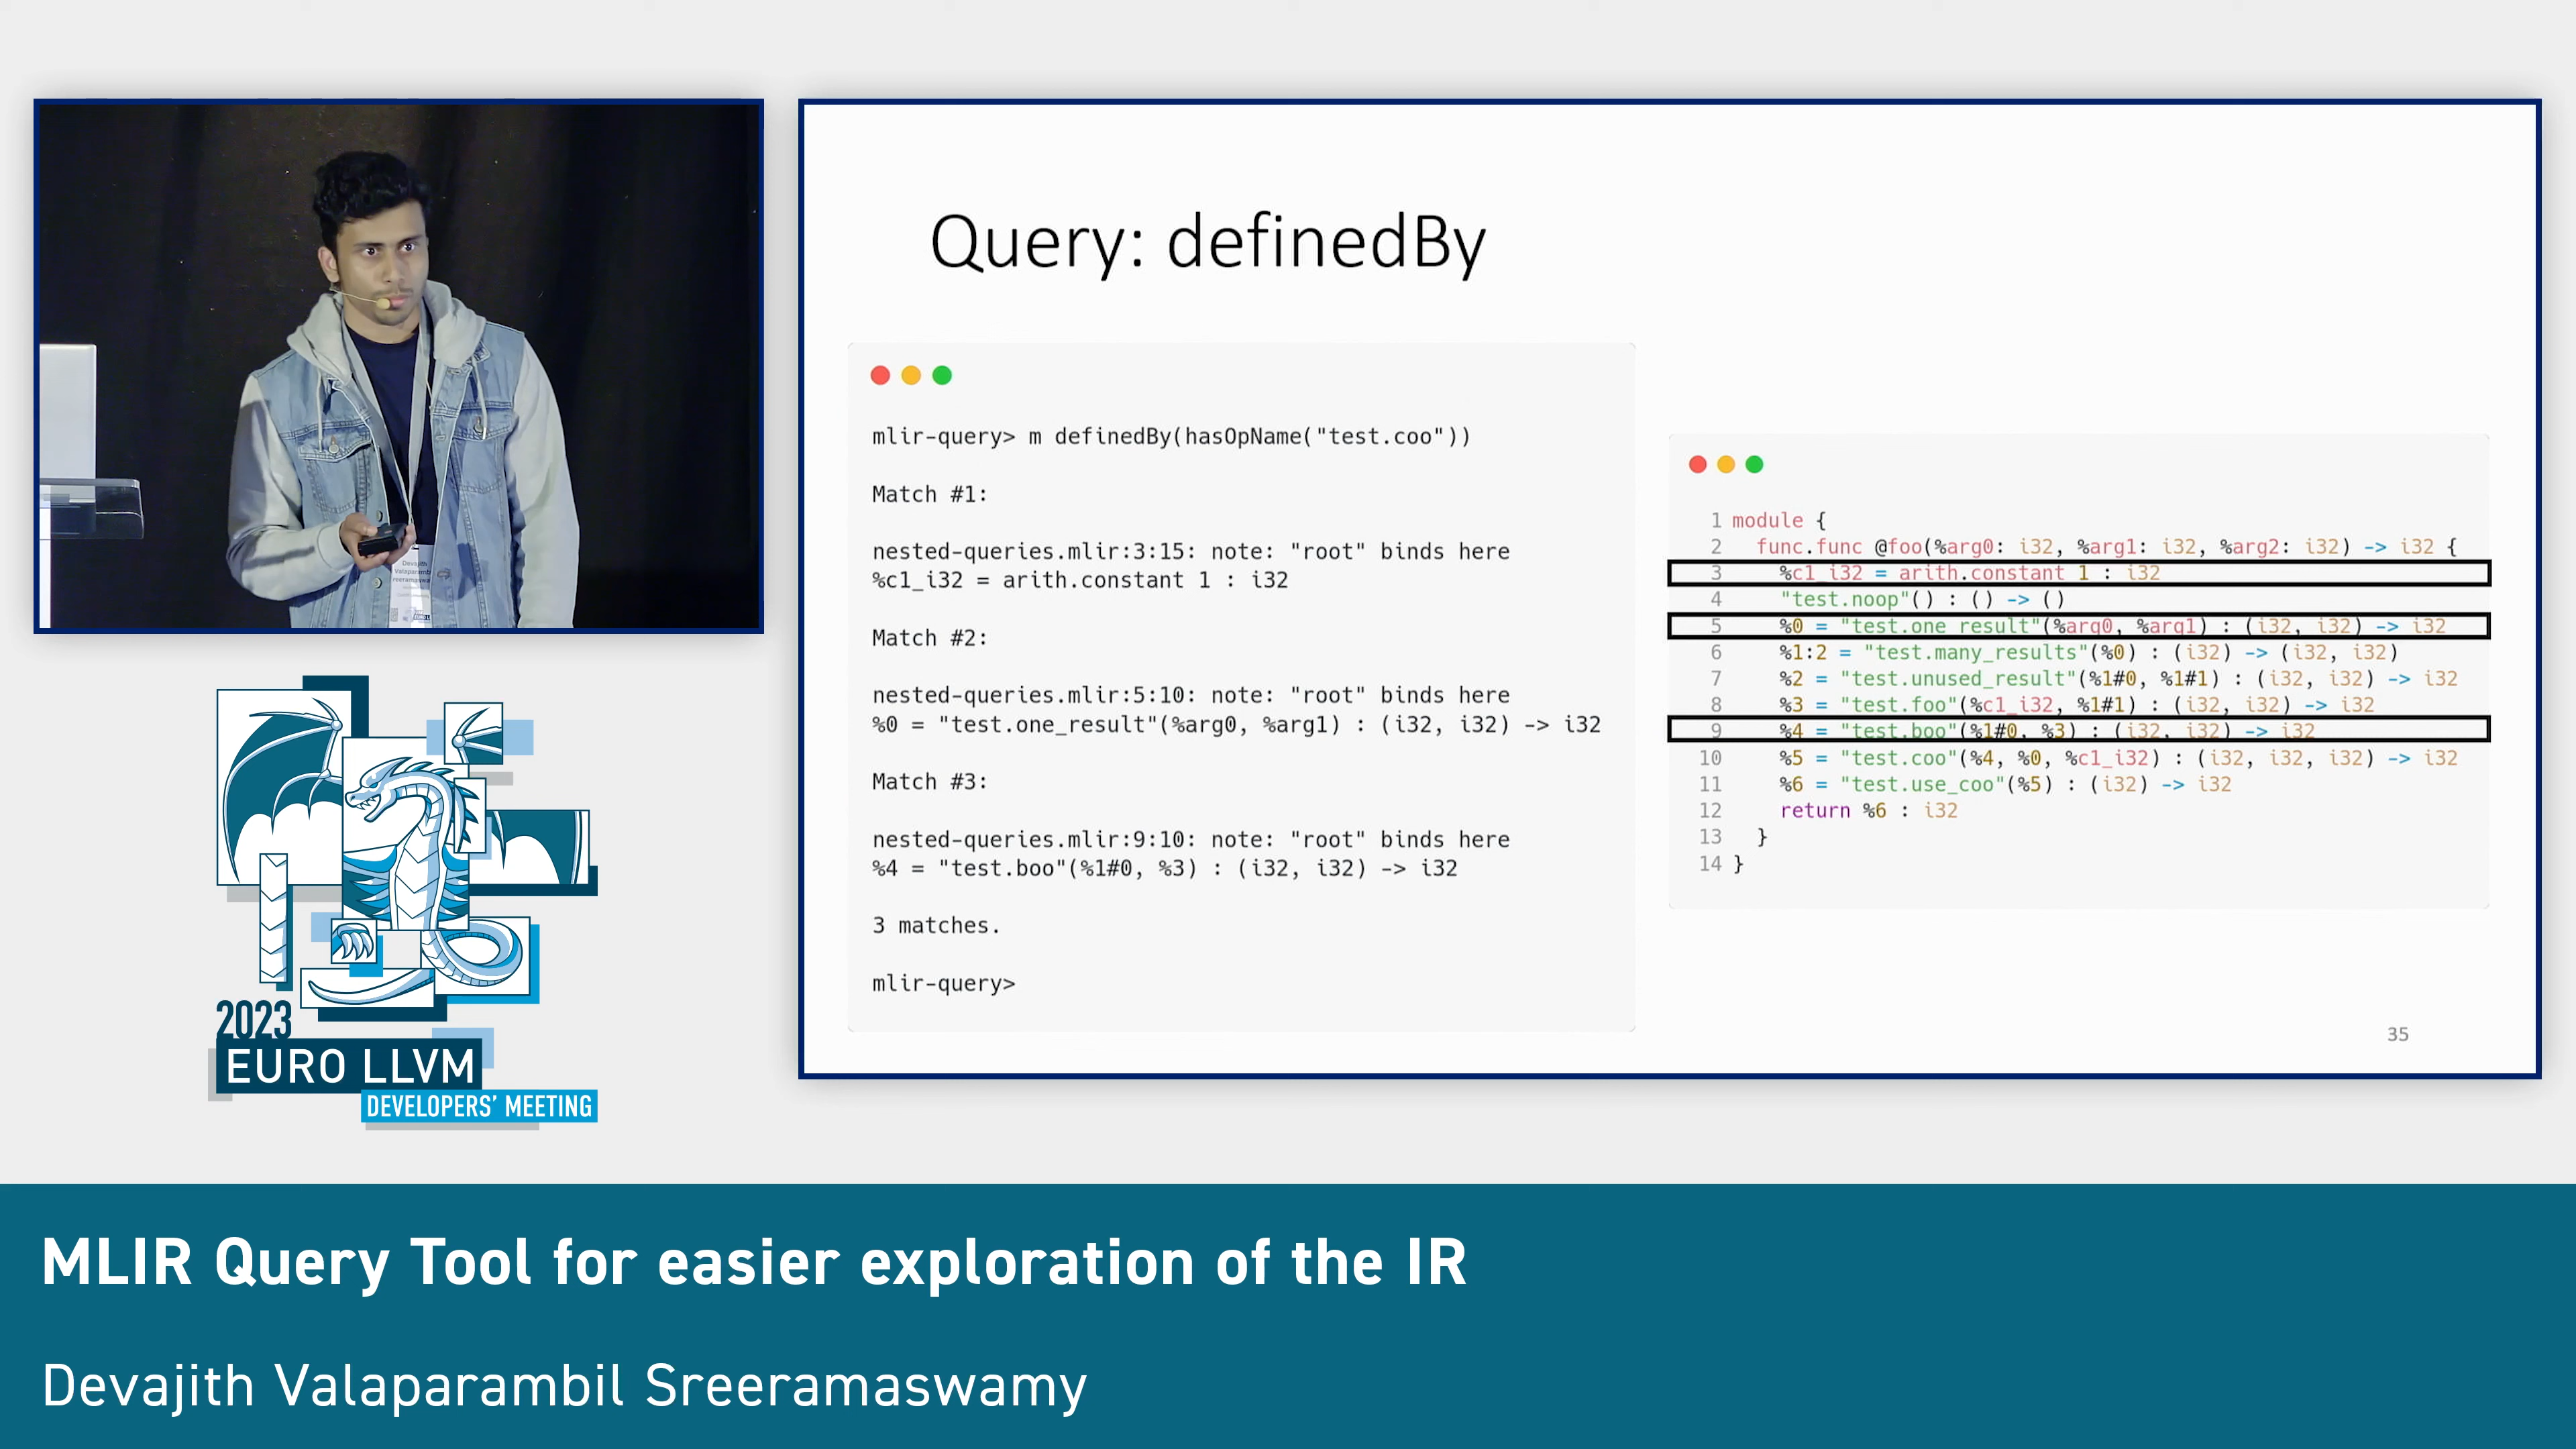 Query: definedBy
mlir-query> m definedBy(hasOpName("test.coo"))
Match #1:
nested-queries.mlir:3:15: note: "root" binds here
%c1_i32 = arith.constant 1 : i32
Match #2:
nested-queries.mlir:5:10: note: "root" binds here
%0 = "test.one_result"(%arg0, %arg1) : (i32, i32) -> i32
Match #3:
nested-queries.mlir:9:10: note: "root" binds here
%4 = "test.boo"(%1#0, %3) : (i32, i32) -> i32
3 matches.
mlir-query>
1 module {
2 func.func @foo(%arg0: i32, %arg1: i32, %arg2: i32) -> i32 {
3 %c1_i32 = arith.constant 1 : i32
4 "test.noop"() : () -> ()
5 %0 = "test.one_result"(%arg0, %arg1) : (i32, i32) -> i32
6 %1:2 = "test.many_results"(%0) : (i32) -> (i32, i32)
7 %2 = "test.unused_result"(%1#0, %1#1) : (i32, i32) -> i32
8 %3 = "test.foo"(%c1_i32, %1#1) : (i32, i32) -> i32
9 %4 = "test.boo"(%1#0, %3) : (i32, i32) -> i32
10 %5 = "test.coo"(%4, %0, %c1_i32) : (i32, i32, i32) -> i32
11 %6 = "test.use_coo"(%5) : (i32) -> i32
12 return %6 : i32
13 }
14 }
35
Devajith
2023
EURO LLVM
DEVELOPERS' MEETING
MLIR Query Tool for easier exploration of the IR
Devajith Valaparambil Sreeramaswamy